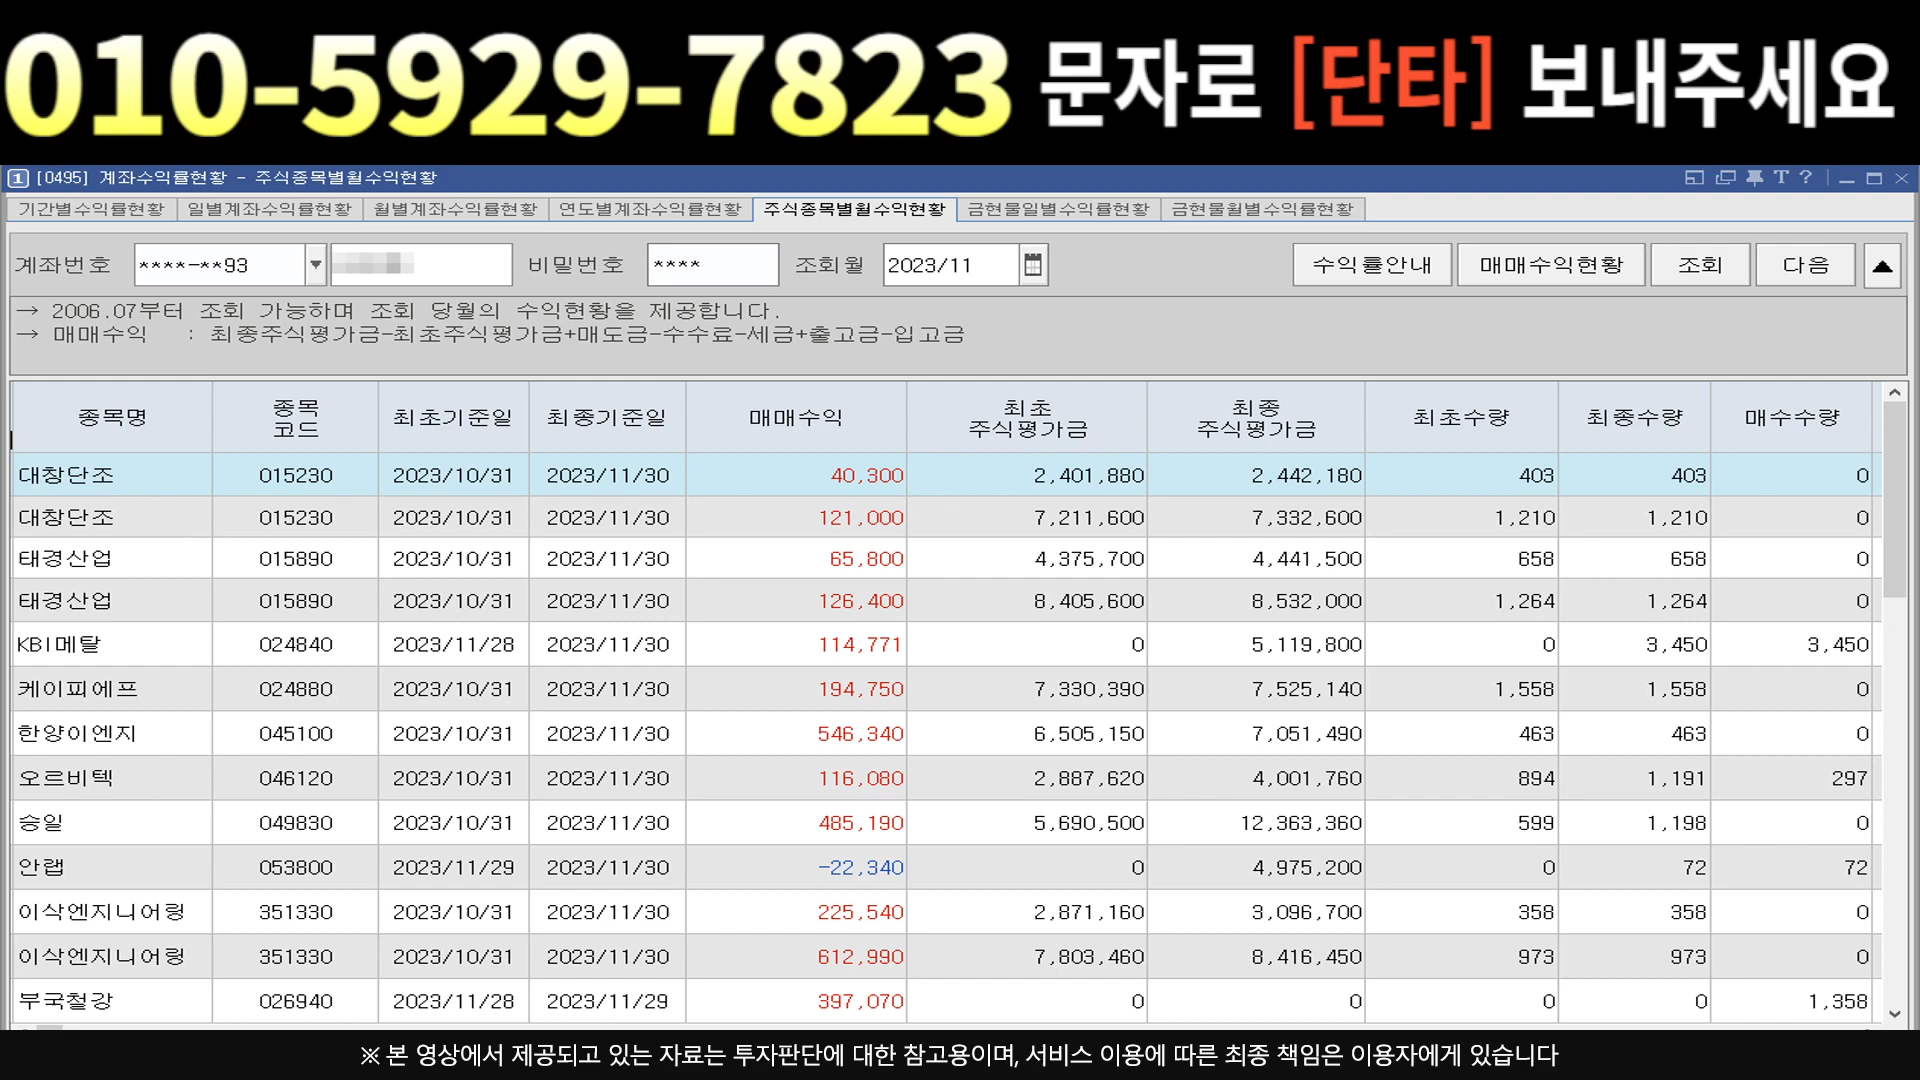 010-5929-7823 문자로 [단타] 보내주세요
1 [0495] 계좌수익률현황 - 주식종목별월수익현황
기간별수익률현황 일별계좌수익률현황 월별계좌수익률현황 연도별계좌수익률현황 주식종목별월수익현황 금현물일별수익률현황 금현물월별수익률현황
계좌번호 ****-**93 비밀번호 **** 조회월 2023/11 수익률안내 매매수익현황 조회 다음
→ 2006.07부터 조회 가능하며 조회 당월의 수익현황을 제공합니다.
→ 매매수익 : 최종주식평가금-최초주식평가금+매도금-수수료-세금+출고금-입고금
종목명 종목코드 최초기준일 최종기준일 매매수익 최초주식평가금 최종주식평가금 최초수량 최종수량 매수수량
대창단조 015230 2023/10/31 2023/11/30 40,300 2,401,880 2,442,180 403 403 0
대창단조 015230 2023/10/31 2023/11/30 121,000 7,211,600 7,332,600 1,210 1,210 0
태경산업 015890 2023/10/31 2023/11/30 65,800 4,375,700 4,441,500 658 658 0
태경산업 015890 2023/10/31 2023/11/30 126,400 8,405,600 8,532,000 1,264 1,264 0
KBI메탈 024840 2023/11/28 2023/11/30 114,771 0 5,119,800 0 3,450 3,450
케이피에프 024880 2023/10/31 2023/11/30 194,750 7,330,390 7,525,140 1,558 1,558 0
한양이엔지 045100 2023/10/31 2023/11/30 546,340 6,505,150 7,051,490 463 463 0
오르비텍 046120 2023/10/31 2023/11/30 116,080 2,887,620 4,001,760 894 1,191 297
승일 049830 2023/10/31 2023/11/30 485,190 5,690,500 12,363,360 599 1,198 0
안랩 053800 2023/11/29 2023/11/30 -22,340 0 4,975,200 0 72 72
이삭엔지니어링 351330 2023/10/31 2023/11/30 225,540 2,871,160 3,096,700 358 358 0
이삭엔지니어링 351330 2023/10/31 2023/11/30 612,990 7,803,460 8,416,450 973 973 0
부국철강 026940 2023/11/28 2023/11/29 397,070 0 0 0 0 1,358
※ 본 영상에서 제공되고 있는 자료는 투자판단에 대한 참고용이며, 서비스 이용에 따른 최종 책임은 이용자에게 있습니다